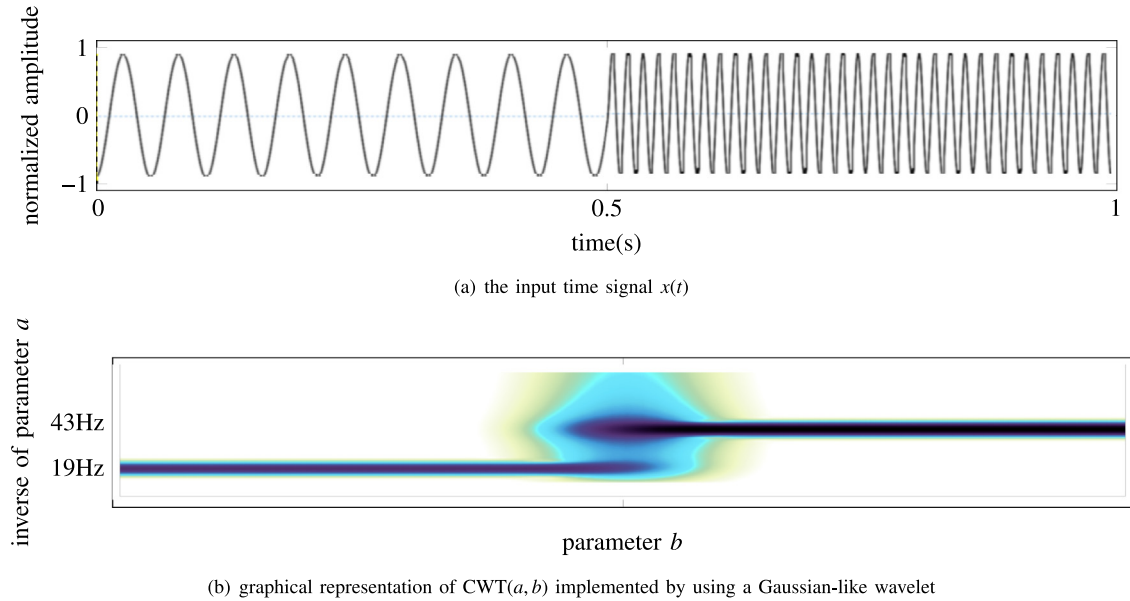 normalized amplitude
1
0
−1
0
0.5
1
time(s)
(a) the input time signal x(t)
inverse of parameter a
43Hz
19Hz
parameter b
(b) graphical representation of CWT(a, b) implemented by using a Gaussian-like wavelet